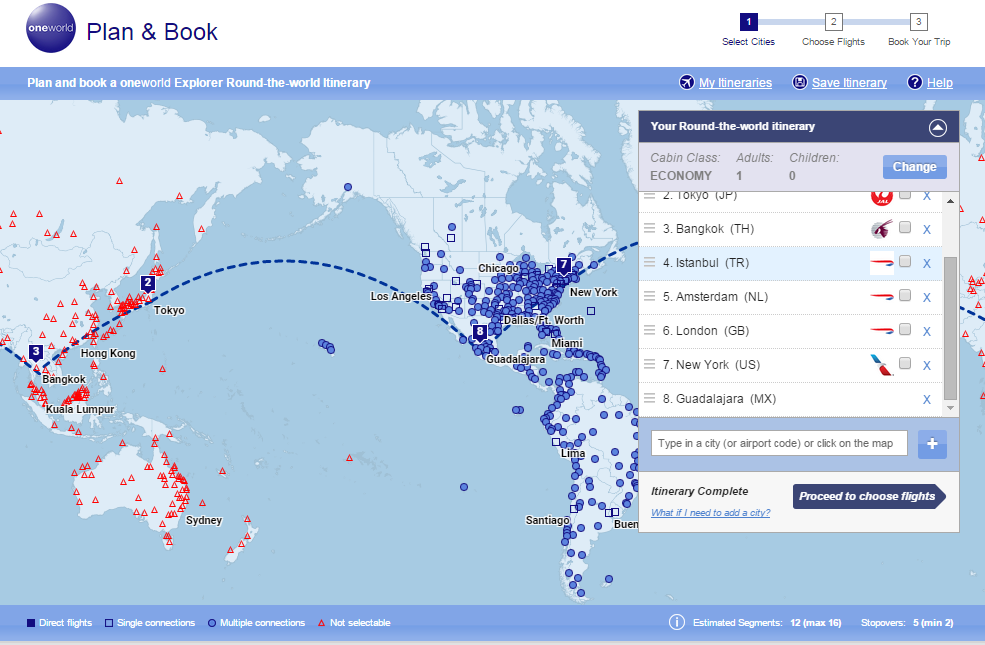 oneworld
Plan & Book
1
2
3
Select Cities
Choose Flights
Book Your Trip
Plan and book a oneworld Explorer Round-the-world Itinerary
My Itineraries
Save Itinerary
? Help
Your Round-the-world itinerary
Cabin Class:
Adults:
Children:
ECONOMY
1
0
Change
2. Tokyo (JP)
JAL
X
3. Bangkok (TH)
X
4. Istanbul (TR)
X
5. Amsterdam (NL)
X
6. London (GB)
X
7. New York (US)
X
8. Guadalajara (MX)
X
Type in a city (or airport code) or click on the map
+
Itinerary Complete
What if I need to add a city?
Proceed to choose flights
2
Tokyo
3
Hong Kong
Bangkok
Kuala Lumpur
Sydney
7
Chicago
Los Angeles
New York
Dallas/Ft. Worth
8
Miami
Guadalajara
Lima
Santiago
Buen
Direct flights
Single connections
Multiple connections
Not selectable
i Estimated Segments: 12 (max 16)
Stopovers: 5 (min 2)